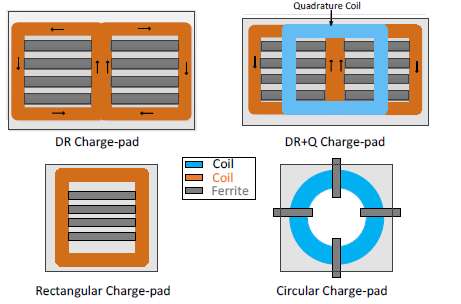 Quadrature Coil
DR Charge-pad
DR+Q Charge-pad
Coil
Coil
Ferrite
Rectangular Charge-pad
Circular Charge-pad